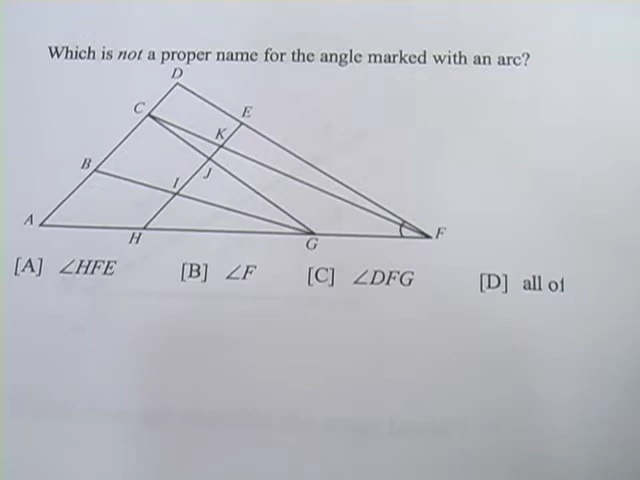 Which is not a proper name for the angle marked with an arc?
D
C
E
K
B
I
J
A
H
G
F
[A] ∠HFE [B] ∠F [C] ∠DFG [D] all of